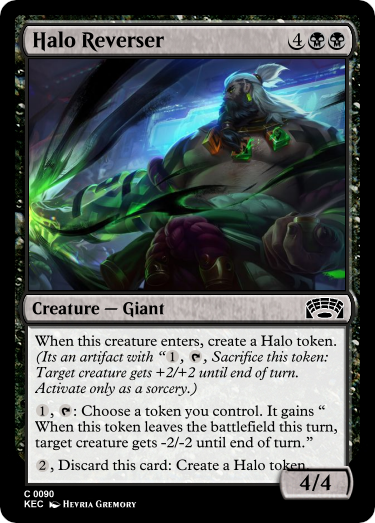 Halo Reverser 4
Creature — Giant
When this creature enters, create a Halo token.
(Its an artifact with “1, , Sacrifice this token:
Target creature gets +2/+2 until end of turn.
Activate only as a sorcery.)
1, : Choose a token you control. It gains “
When this token leaves the battlefield this turn,
target creature gets -2/-2 until end of turn.”
2, Discard this card: Create a Halo token.
4/4
C 0090
KEC Hevria Gremory